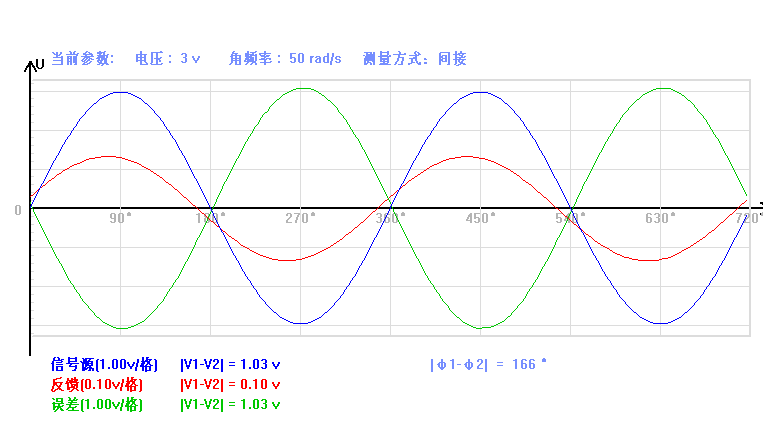 U 当前参数: 电压 : 3 v 角频率 : 50 rad/s 测量方式: 间接
0 90° 180° 270° 360° 450° 540° 630° 720°
信号源(1.00v/格) |V1-V2| = 1.03 v |Φ1-Φ2| = 166 °
反馈(0.10v/格) |V1-V2| = 0.10 v
误差(1.00v/格) |V1-V2| = 1.03 v